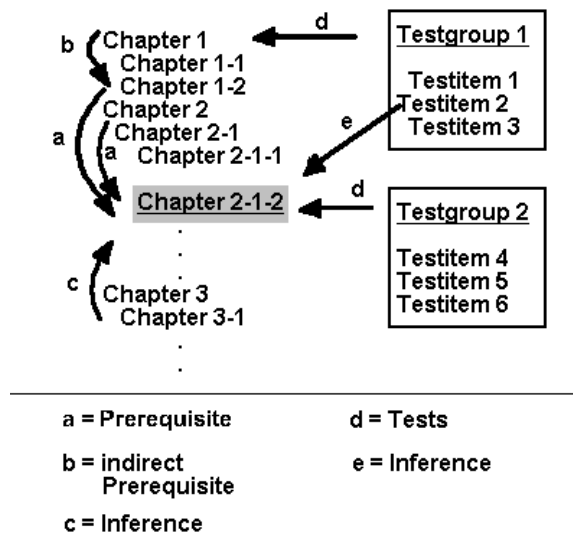 b
Chapter 1
Chapter 1-1
Chapter 1-2
Chapter 2
a
Chapter 2-1
a
Chapter 2-1-1
Chapter 2-1-2
c
Chapter 3
Chapter 3-1
d
Testgroup 1
Testitem 1
Testitem 2
Testitem 3
e
d
Testgroup 2
Testitem 4
Testitem 5
Testitem 6
a = Prerequisite
b = indirect
Prerequisite
c = Inference
d = Tests
e = Inference